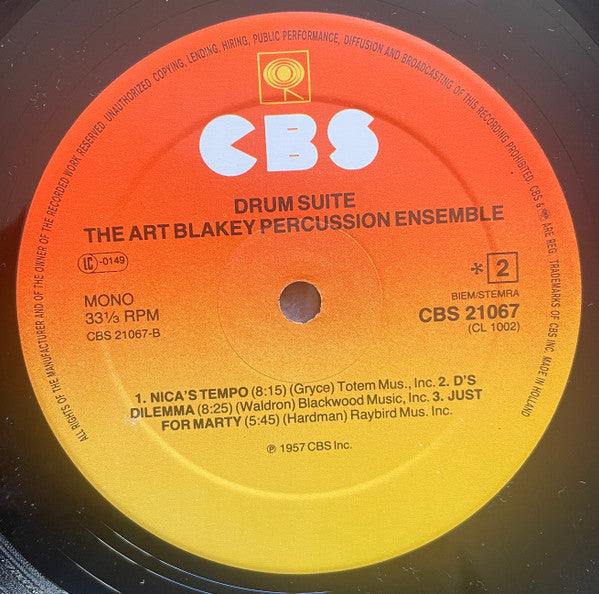 ALL RIGHTS OF THE MANUFACTURER AND OF THE OWNER OF THE RECORDED WORK RESERVED. UNAUTHORIZED COPYING, LENDING, HIRING, PUBLIC PERFORMANCE, DIFFUSION AND BROADCASTING OF THIS RECORDING PROHIBITED. CBS & ARE REG. TRADEMARKS OF CBS INC. MADE IN HOLLAND
CBS
DRUM SUITE
THE ART BLAKEY PERCUSSION ENSEMBLE
LC -0149
* 2
MONO
33⅓ RPM
CBS 21067-B
BIEM/STEMRA
CBS 21067
(CL 1002)
1. NICA'S TEMPO (8:15) (Gryce) Totem Mus., Inc. 2. D'S
DILEMMA (8:25) (Waldron) Blackwood Music, Inc. 3. JUST
FOR MARTY (5:45) (Hardman) Raybird Mus. Inc.
℗ 1957 CBS Inc.